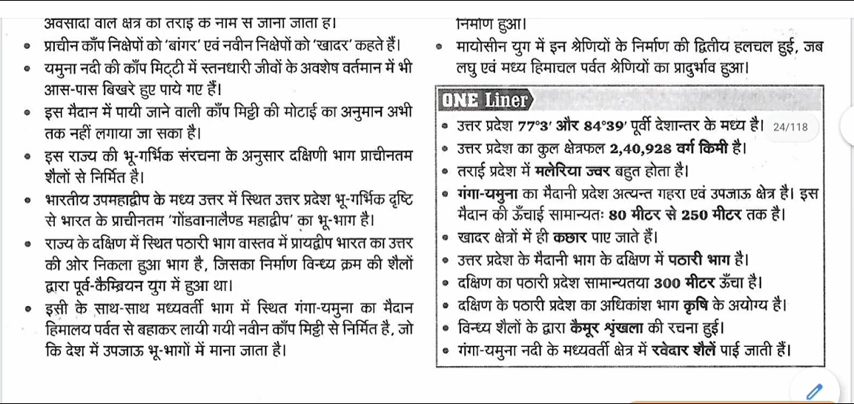 अवसादों वाले क्षेत्र को तराई के नाम से जाना जाता है।
प्राचीन काँप निक्षेपों को ‘बांगर’ एवं नवीन निक्षेपों को ‘खादर’ कहते हैं।
यमुना नदी की काँप मिट्टी में स्तनधारी जीवों के अवशेष वर्तमान में भी
आस-पास बिखरे हुए पाये गए हैं।
इस मैदान में पायी जाने वाली काँप मिट्टी की मोटाई का अनुमान अभी
तक नहीं लगाया जा सका है।
इस राज्य की भू-गर्भिक संरचना के अनुसार दक्षिणी भाग प्राचीनतम
शैलों से निर्मित है।
भारतीय उपमहाद्वीप के मध्य उत्तर में स्थित उत्तर प्रदेश भू-गर्भिक दृष्टि
से भारत के प्राचीनतम ‘गोंडवानालैण्ड महाद्वीप’ का भू-भाग है।
राज्य के दक्षिण में स्थित पठारी भाग वास्तव में प्रायद्वीप भारत का उत्तर
की ओर निकला हुआ भाग है, जिसका निर्माण विन्ध्य क्रम की शैलों
द्वारा पूर्व-कैम्ब्रियन युग में हुआ था।
इसी के साथ-साथ मध्यवर्ती भाग में स्थित गंगा-यमुना का मैदान
हिमालय पर्वत से बहाकर लायी गयी नवीन काँप मिट्टी से निर्मित है, जो
कि देश में उपजाऊ भू-भागों में माना जाता है।
निर्माण हुआ।
मायोसीन युग में इन श्रेणियों के निर्माण की द्वितीय हलचल हुई, जब
लघु एवं मध्य हिमाचल पर्वत श्रेणियों का प्रादुर्भाव हुआ।
ONE Liner
उत्तर प्रदेश 77°3′ और 84°39′ पूर्वी देशान्तर के मध्य है। 24/118
उत्तर प्रदेश का कुल क्षेत्रफल 2,40,928 वर्ग किमी है।
तराई प्रदेश में मलेरिया ज्वर बहुत होता है।
गंगा-यमुना का मैदानी प्रदेश अत्यन्त गहरा एवं उपजाऊ क्षेत्र है। इस
मैदान की ऊँचाई सामान्यतः 80 मीटर से 250 मीटर तक है।
खादर क्षेत्रों में ही कछार पाए जाते हैं।
उत्तर प्रदेश के मैदानी भाग के दक्षिण में पठारी भाग है।
दक्षिण का पठारी प्रदेश सामान्यतया 300 मीटर ऊँचा है।
दक्षिण के पठारी प्रदेश का अधिकांश भाग कृषि के अयोग्य है।
विन्ध्य शैलों के द्वारा कैमूर श्रृंखला की रचना हुई।
गंगा-यमुना नदी के मध्यवर्ती क्षेत्र में रवेदार शैलें पाई जाती हैं।